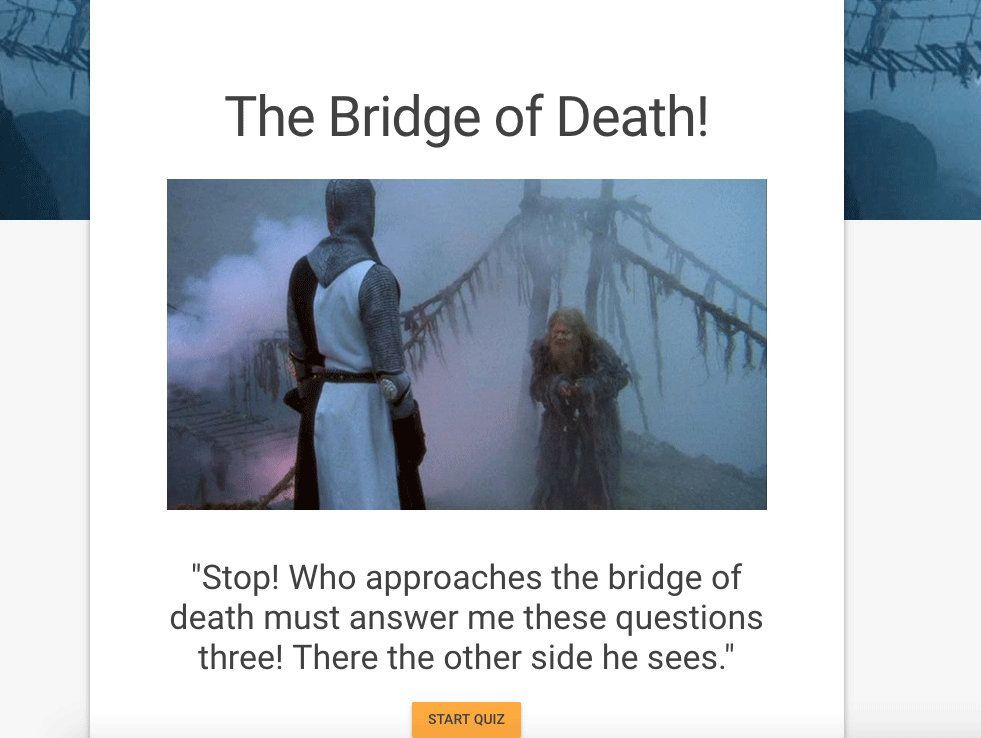 The Bridge of Death!
"Stop! Who approaches the bridge of
death must answer me these questions
three! There the other side he sees."
START QUIZ